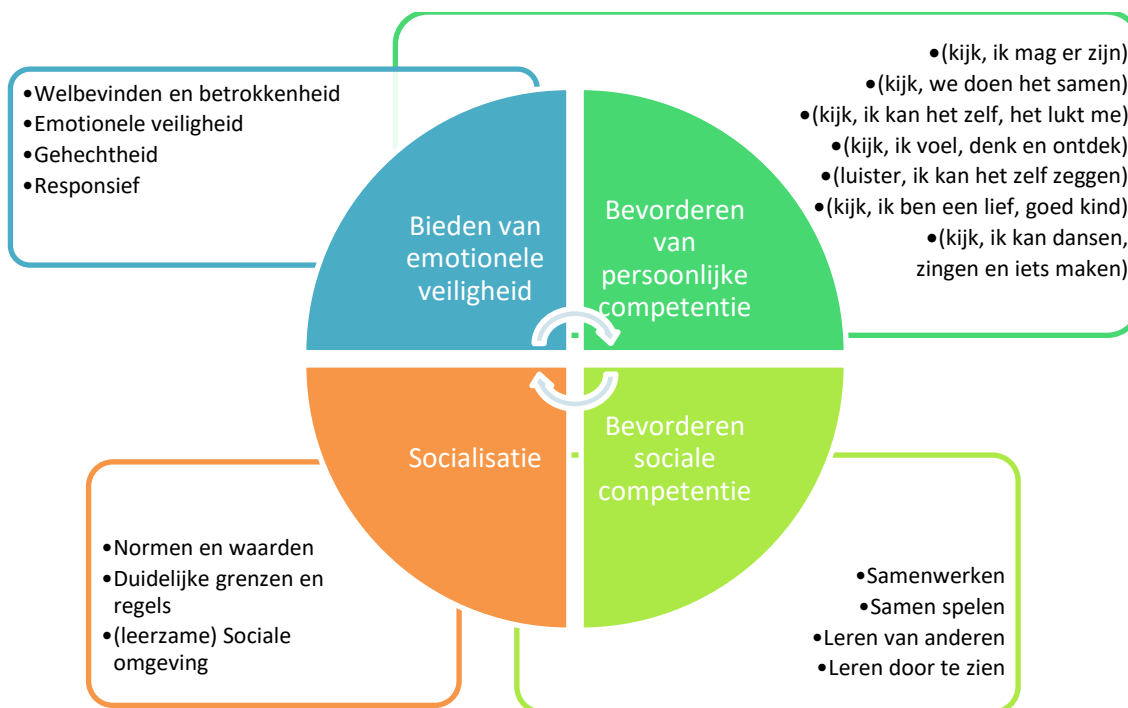 •Welbevinden en betrokkenheid
•Emotionele veiligheid
•Gehechtheid
•Responsief
Bieden van
emotionele
veiligheid
•(kijk, ik mag er zijn)
•(kijk, we doen het samen)
•(kijk, ik kan het zelf, het lukt me)
•(kijk, ik voel, denk en ontdek)
•(luister, ik kan het zelf zeggen)
•(kijk, ik ben een lief, goed kind)
•(kijk, ik kan dansen,
zingen en iets maken)
Bevorderen
van
persoonlijke
competentie
Socialisatie
•Normen en waarden
•Duidelijke grenzen en
regels
•(leerzame) Sociale
omgeving
Bevorderen
sociale
competentie
•Samenwerken
•Samen spelen
•Leren van anderen
•Leren door te zien